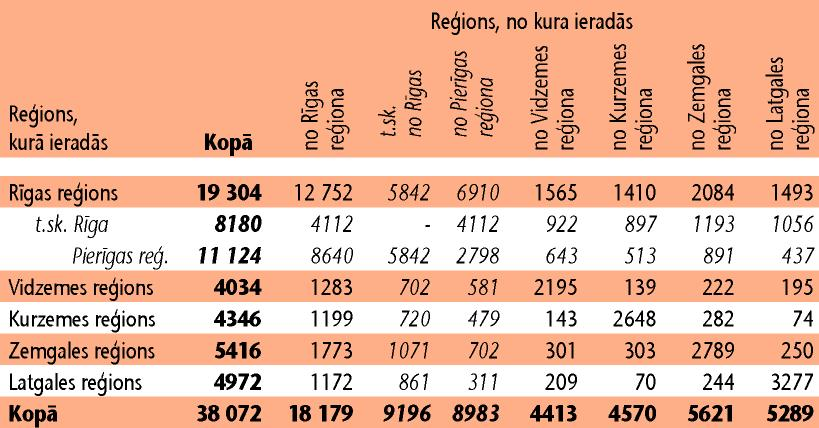 Reģions, no kura ieradās
Reģions, kurā ieradās Kopā no Rīgas reģiona t.sk. no Rīgas no Pierīgas reģiona no Vidzemes reģiona no Kurzemes reģiona no Zemgales reģiona no Latgales reģiona
Rīgas reģions 19 304 12 752 5842 6910 1565 1410 2084 1493
t.sk. Rīga 8180 4112 - 4112 922 897 1193 1056
Pierīgas reģ. 11 124 8640 5842 2798 643 513 891 437
Vidzemes reģions 4034 1283 702 581 2195 139 222 195
Kurzemes reģions 4346 1199 720 479 143 2648 282 74
Zemgales reģions 5416 1773 1071 702 301 303 2789 250
Latgales reģions 4972 1172 861 311 209 70 244 3277
Kopā 38 072 18 179 9196 8983 4413 4570 5621 5289